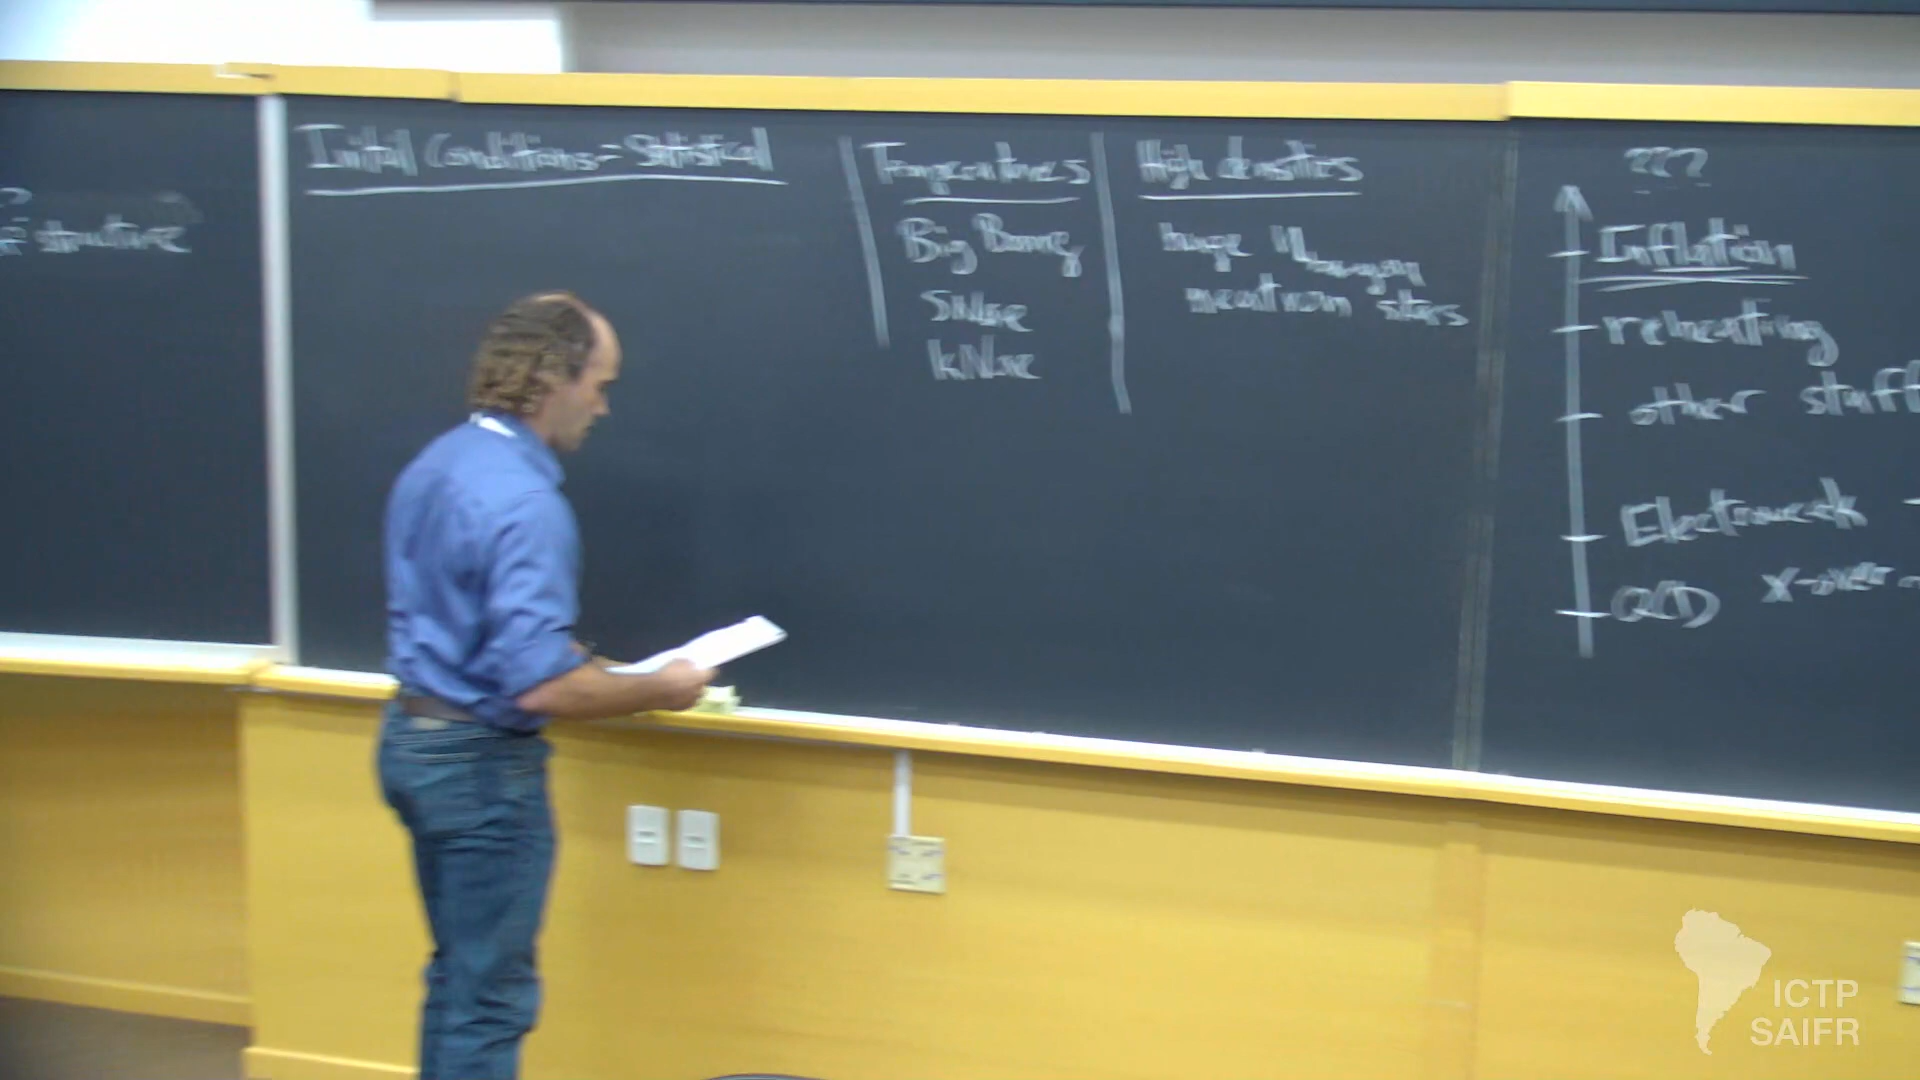 structure
Initial Conditions - Statistical
Temperatures
Big Bang
SNae
kNae
High densities
huge
neutron stars
???
Inflation
reheating
other stuff
Electroweak
QCD x-over
ICTP
SAIFR